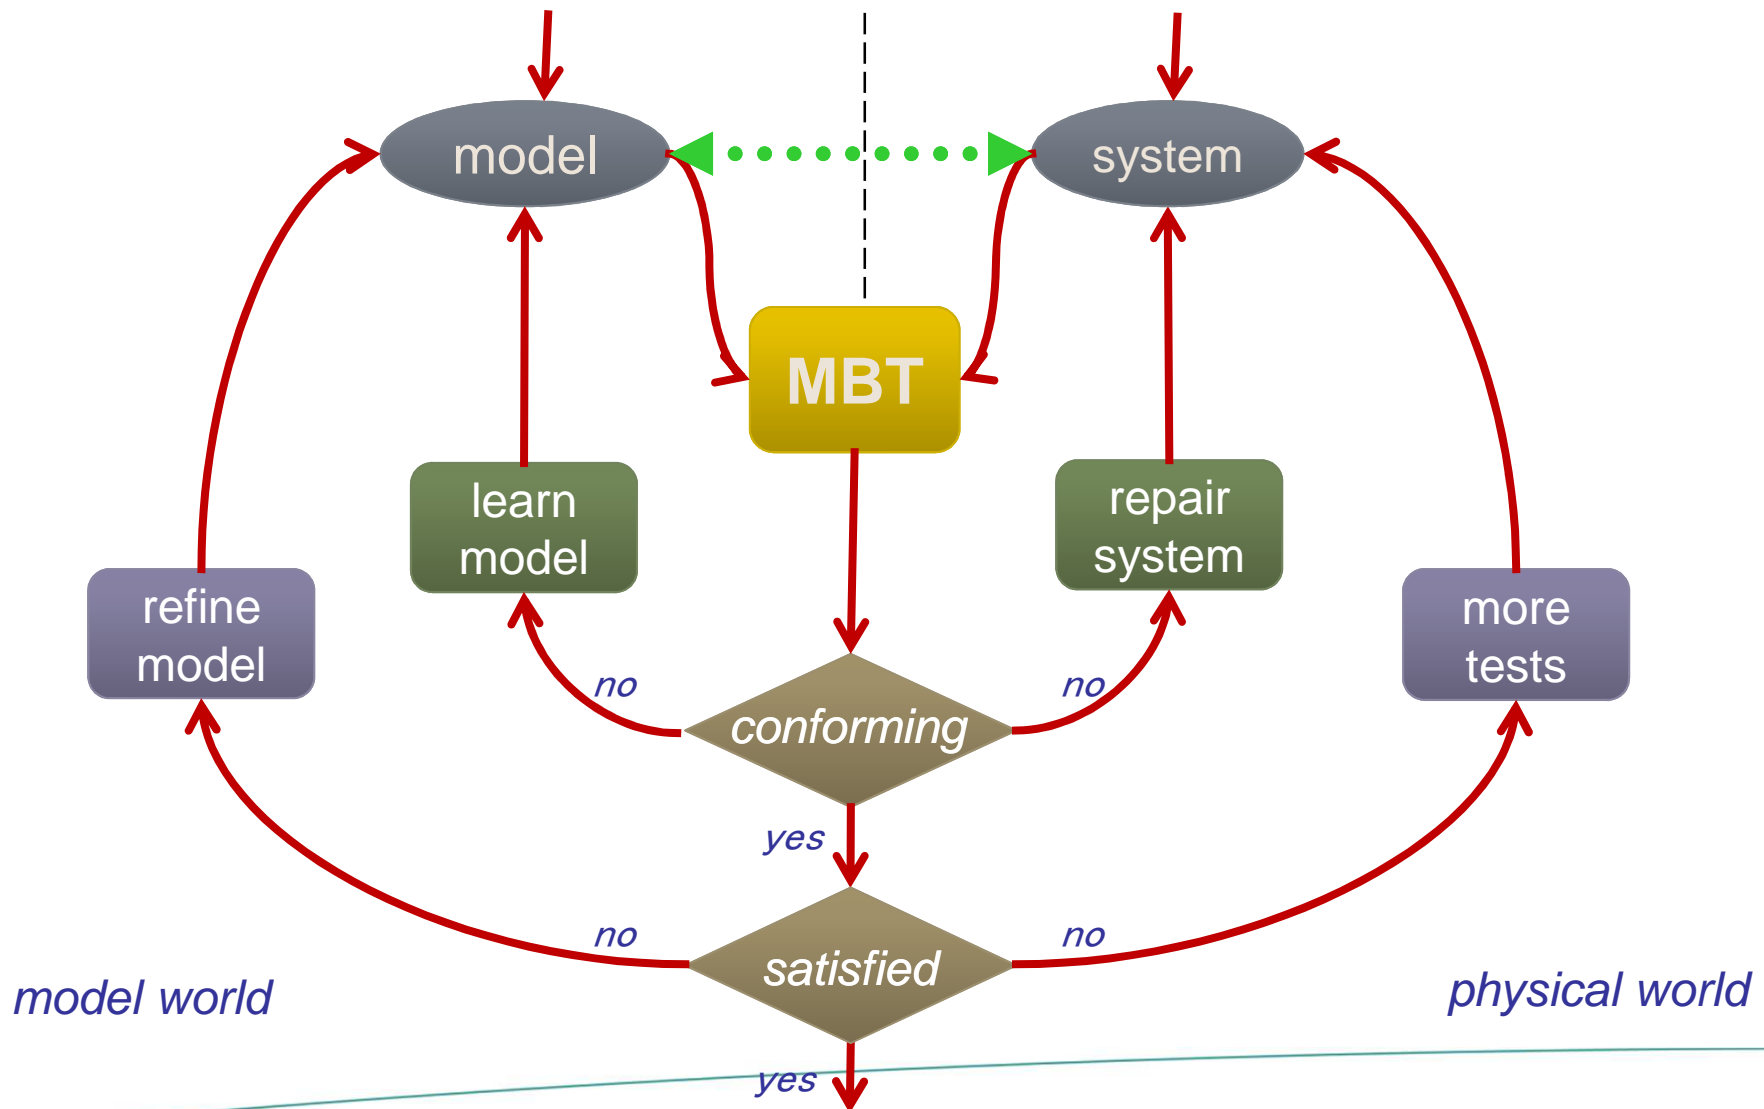 model
system
MBT
learn
model
repair
system
refine
model
more
tests
no
no
conforming
yes
no
no
satisfied
model world
physical world
yes